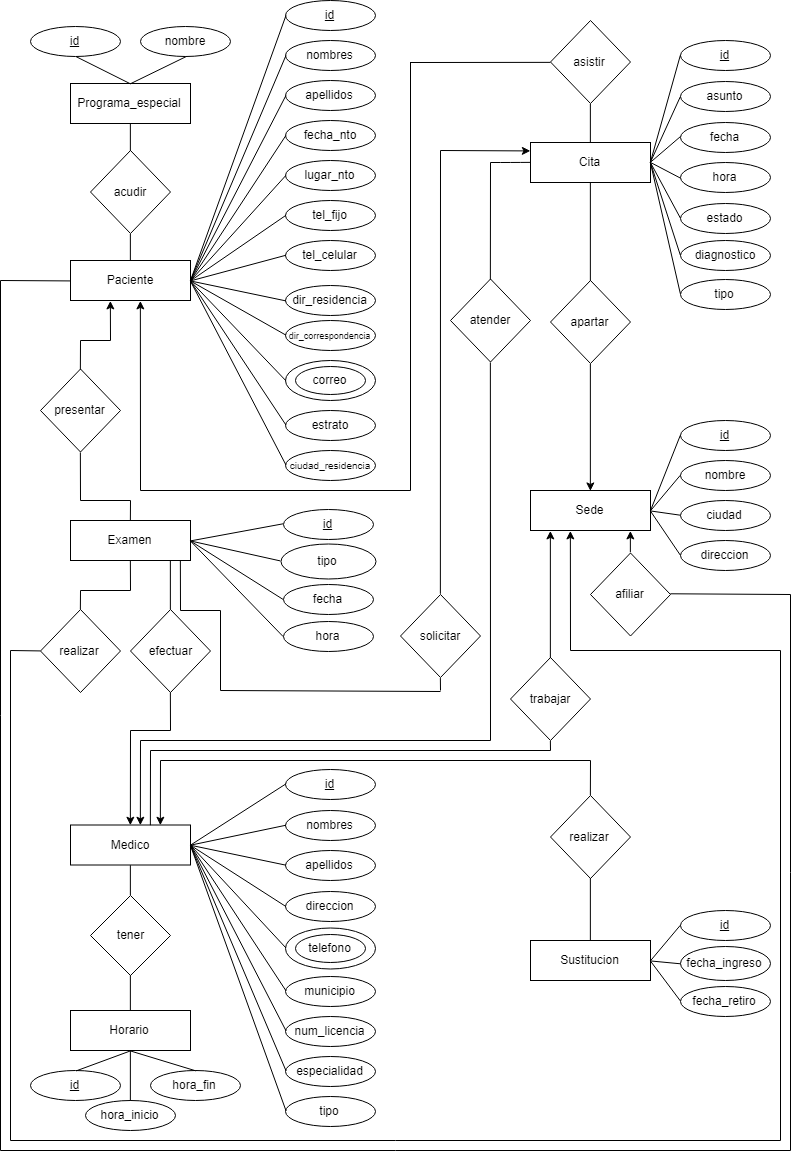 id
nombre
Programa_especial
acudir
Paciente
id
nombres
apellidos
fecha_nto
lugar_nto
tel_fijo
tel_celular
dir_residencia
dir_correspondencia
correo
estrato
ciudad_residencia
asistir
Cita
id
asunto
fecha
hora
estado
diagnostico
tipo
atender
apartar
presentar
Sede
id
nombre
ciudad
direccion
Examen
id
tipo
fecha
hora
afiliar
realizar
efectuar
solicitar
trabajar
Medico
id
nombres
apellidos
direccion
telefono
municipio
num_licencia
especialidad
tipo
realizar
Sustitucion
id
fecha_ingreso
fecha_retiro
tener
Horario
id
hora_inicio
hora_fin